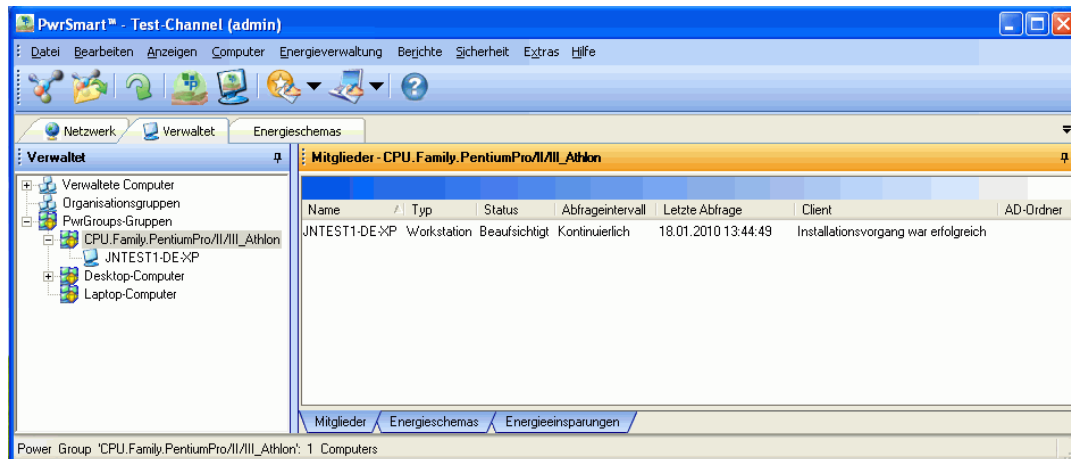 PwrSmart™ - Test-Channel (admin)
Datei Bearbeiten Anzeigen Computer Energieverwaltung Berichte Sicherheit Extras Hilfe
Netzwerk Verwaltet Energieschemas
Verwaltet
Verwaltete Computer
Organisationsgruppen
PwrGroups-Gruppen
CPU.Family.PentiumPro/II/III_Athlon
JNTEST1-DE-XP
Desktop-Computer
Laptop-Computer
Mitglieder - CPU.Family.PentiumPro/II/III_Athlon
Name Typ Status Abfrageintervall Letzte Abfrage Client AD-Ordner
JNTEST1-DE-XP Workstation Beaufsichtigt Kontinuierlich 18.01.2010 13:44:49 Installationsvorgang war erfolgreich
Mitglieder Energieschemas Energieeinsparungen
Power Group 'CPU.Family.PentiumPro/II/III_Athlon': 1 Computers